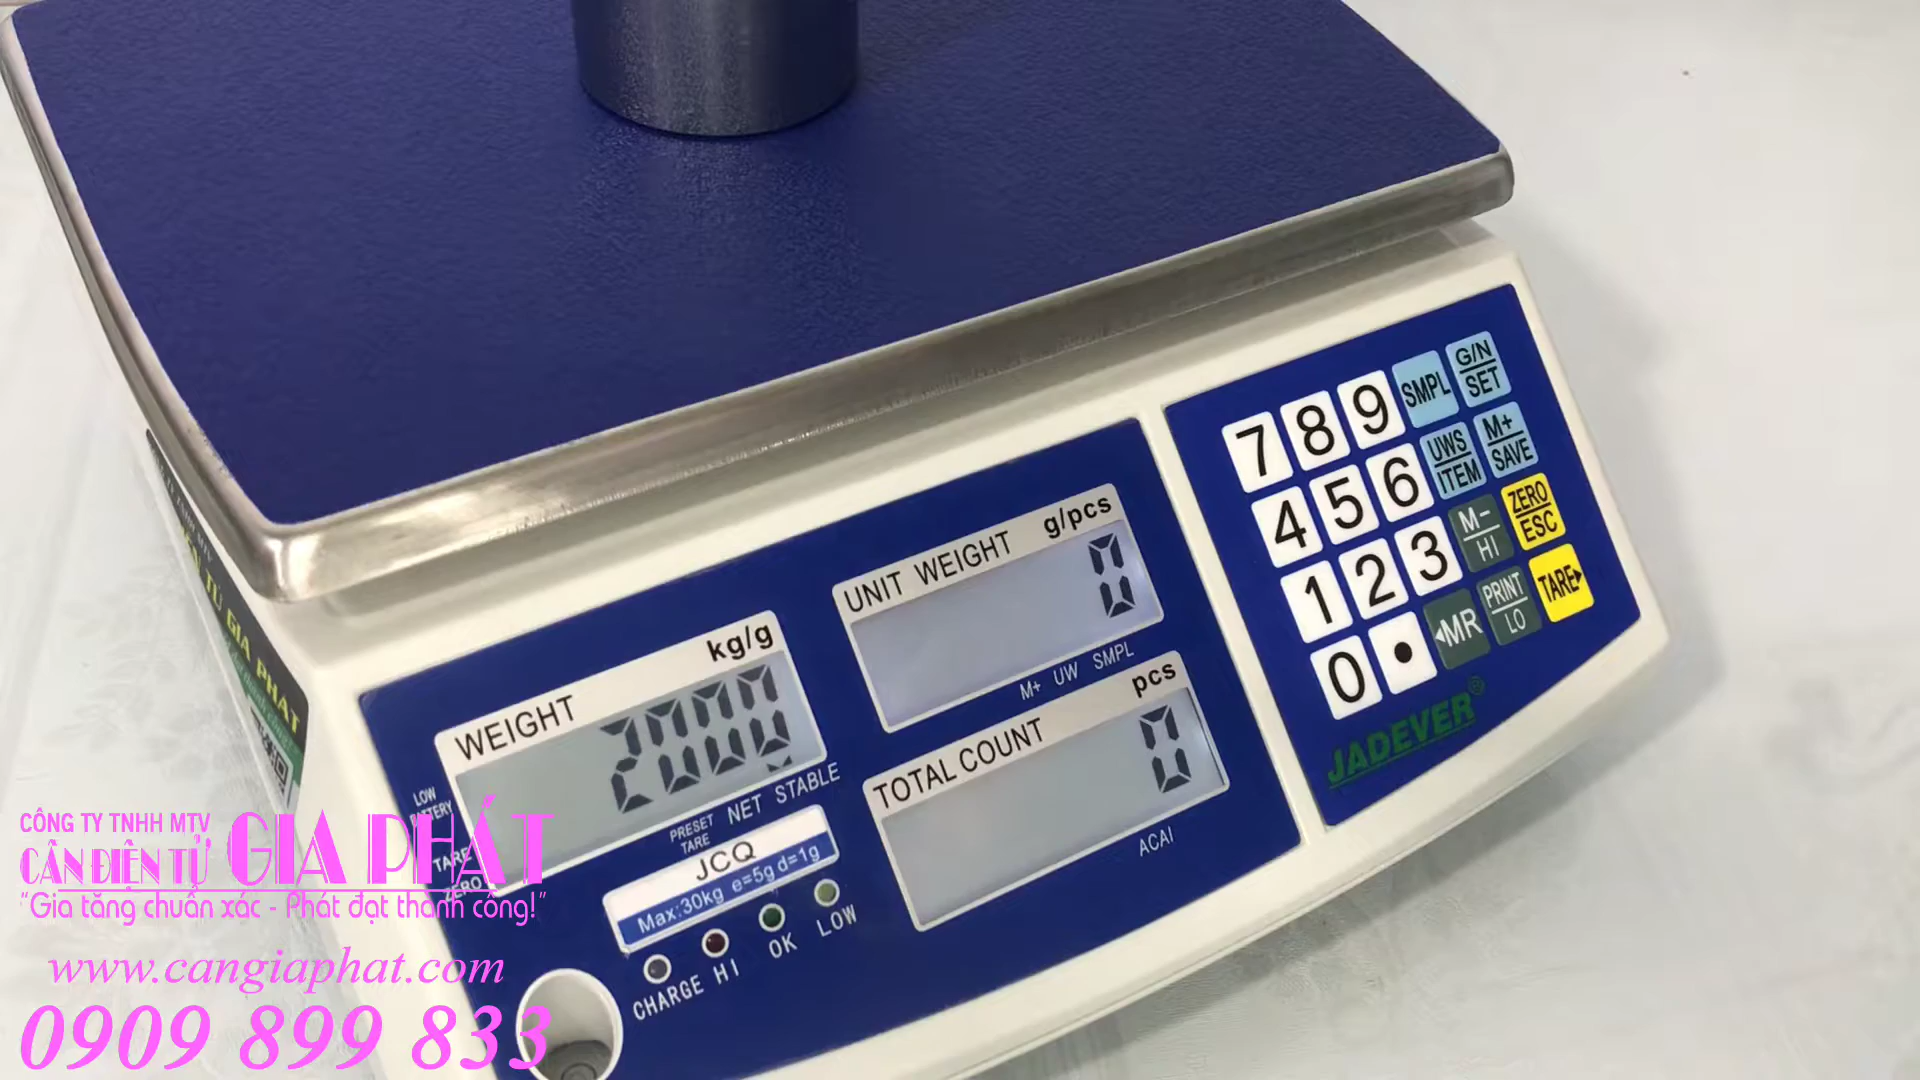 7 8 9 SMPL G/N SET
4 5 6 UWS ITEM M+ SAVE
1 2 3 M- HI ZERO ESC
0 . ◂MR PRINT LO TARE▸
JADEVER®
UNIT WEIGHT g/pcs
0
M+ UW SMPL
WEIGHT kg/g
2000
LOW BATTERY
TARE
ZERO
PRESET TARE NET STABLE
TOTAL COUNT pcs
0
ACAI
JCQ
Max:30kg e=5g d=1g
CHARGE HI OK LOW
GIA PHÁT
CÔNG TY TNHH MTV
CÂN ĐIỆN TỬ GIA PHÁT
"Gia tăng chuẩn xác - Phát đạt thành công!"
www.cangiaphat.com
0909 899 833